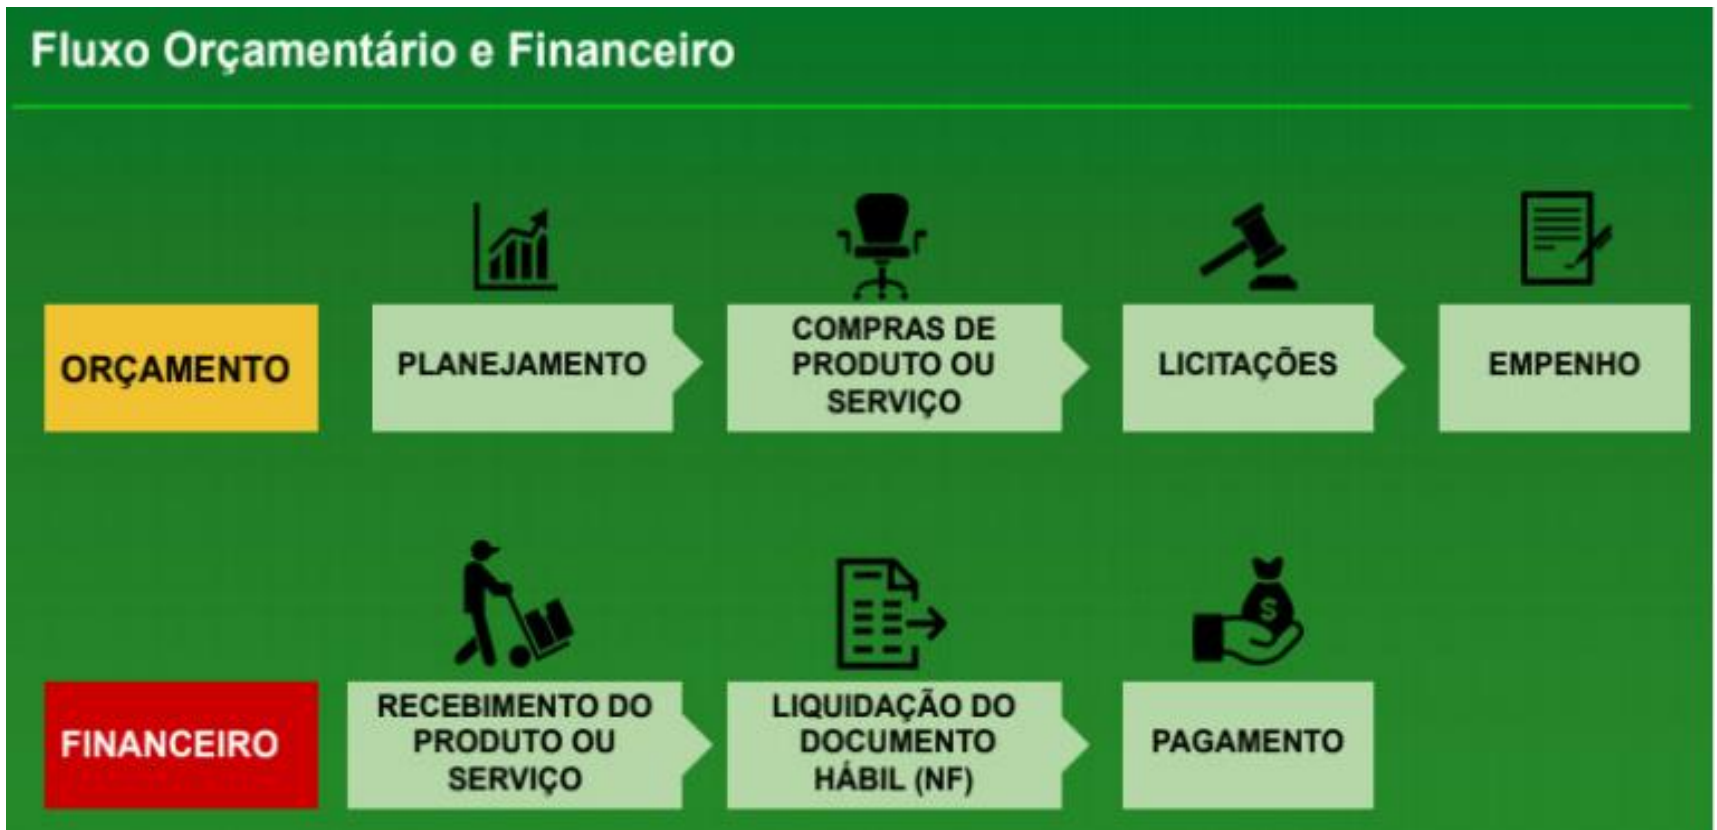 Fluxo Orçamentário e Financeiro
ORÇAMENTO
PLANEJAMENTO
COMPRAS DE
PRODUTO OU
SERVIÇO
LICITAÇÕES
EMPENHO
$
FINANCEIRO
RECEBIMENTO DO
PRODUTO OU
SERVIÇO
LIQUIDAÇÃO DO
DOCUMENTO
HÁBIL (NF)
PAGAMENTO